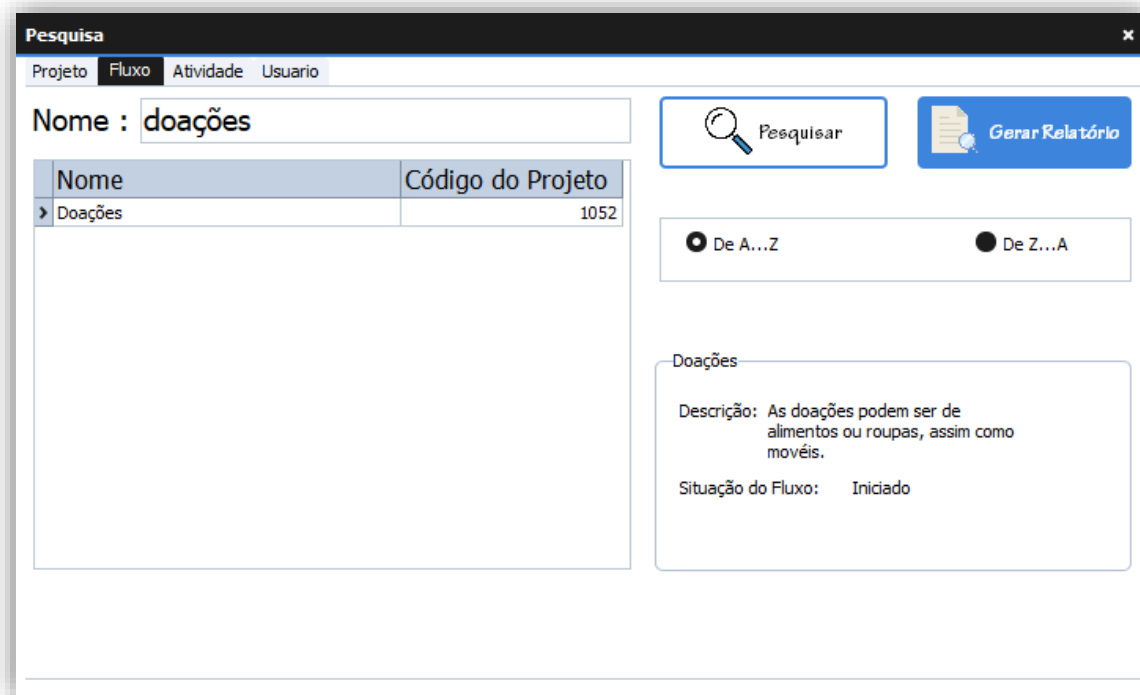 Pesquisa
Projeto Fluxo Atividade Usuario
Nome : doações
Pesquisar
Gerar Relatório
Nome Código do Projeto
Doações 1052
De A...Z De Z...A
Doações
Descrição: As doações podem ser de
alimentos ou roupas, assim como
movéis.
Situação do Fluxo: Iniciado